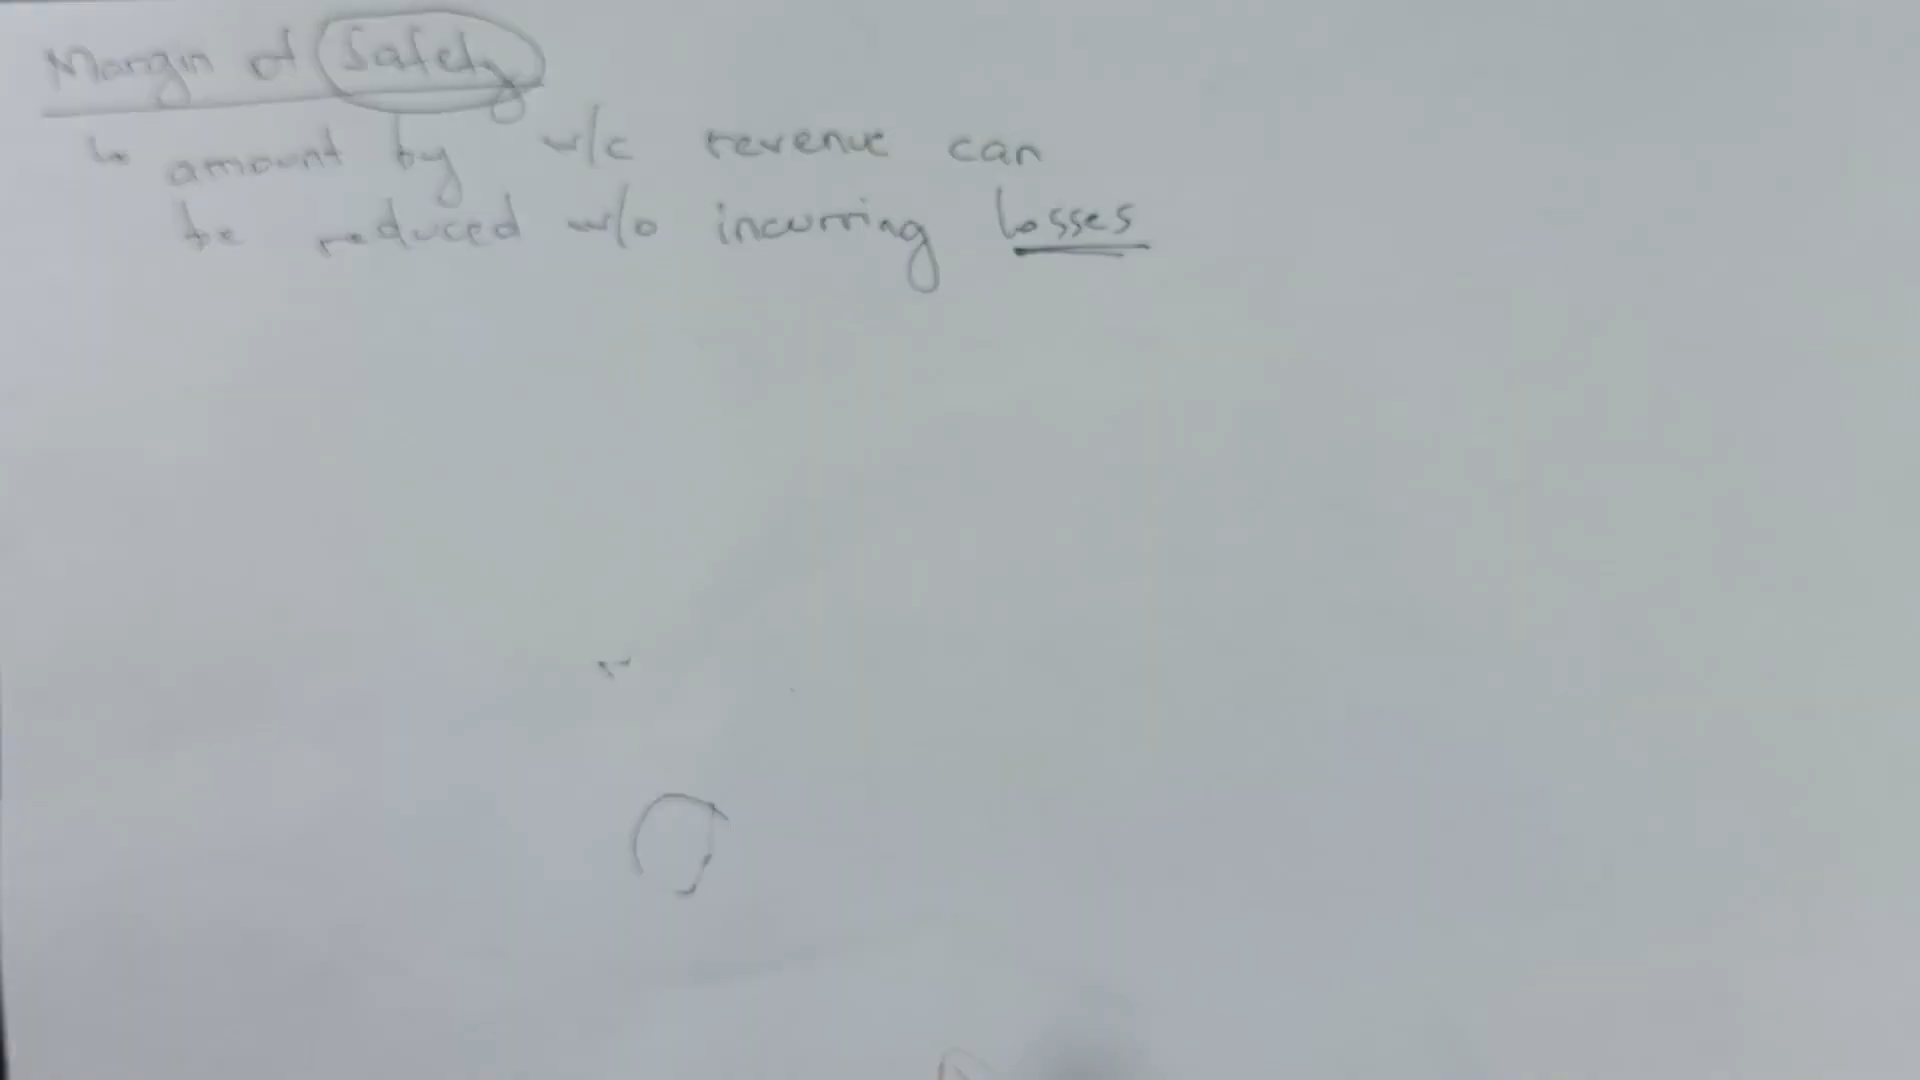 Margin of Safety
↳ amount by w/c revenue can
be reduced w/o incurring losses